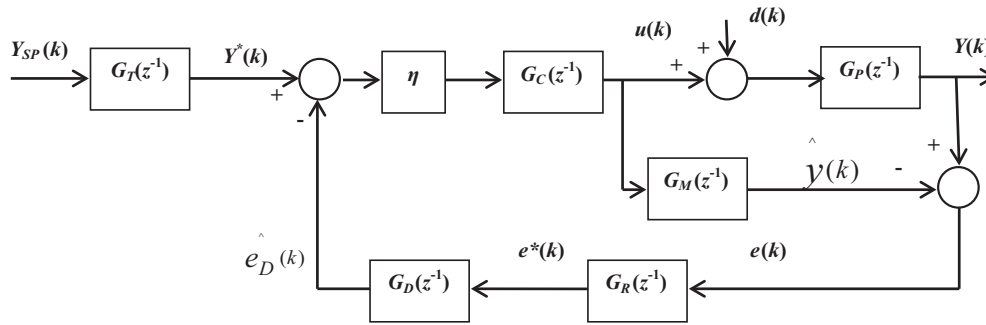 u(k)
d(k)
Y_SP(k)
G_T(z⁻¹)
Y*(k)
+
-
η
G_C(z⁻¹)
+
+
G_P(z⁻¹)
Y(k)
+
G_M(z⁻¹)
ŷ(k)
-
ê_D(k)
G_D(z⁻¹)
e*(k)
G_R(z⁻¹)
e(k)